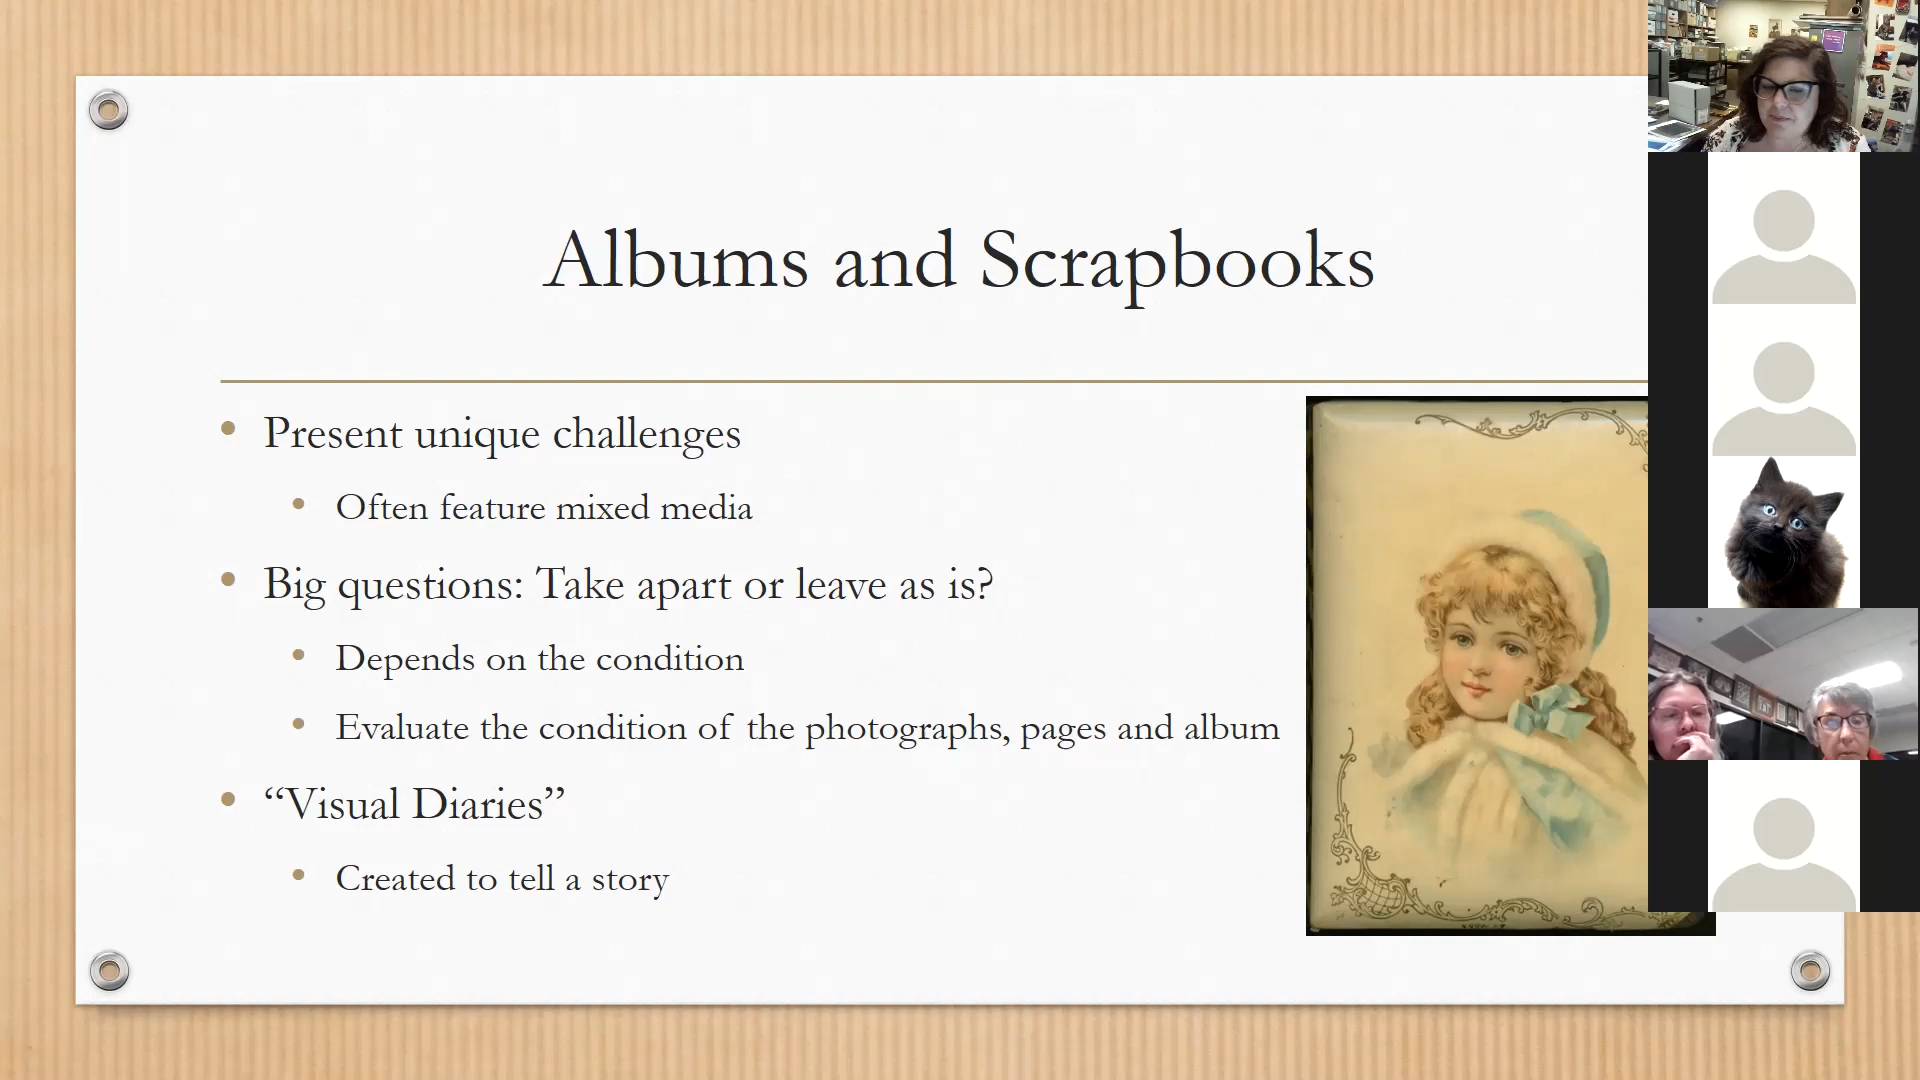 Albums and Scrapbooks
Present unique challenges
Often feature mixed media
Big questions: Take apart or leave as is?
Depends on the condition
Evaluate the condition of the photographs, pages and album
“Visual Diaries”
Created to tell a story